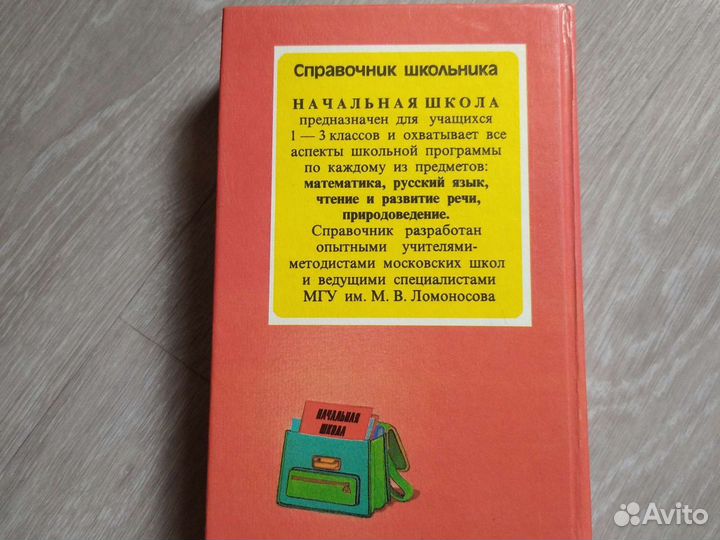 Справочник школьника
НАЧАЛЬНАЯ ШКОЛА
предназначен для учащихся
1 — 3 классов и охватывает все
аспекты школьной программы
по каждому из предметов:
математика, русский язык,
чтение и развитие речи,
природоведение.
Справочник разработан
опытными учителями-
методистами московских школ
и ведущими специалистами
МГУ им. М. В. Ломоносова
НАЧАЛЬНАЯ
ШКОЛА
Avito